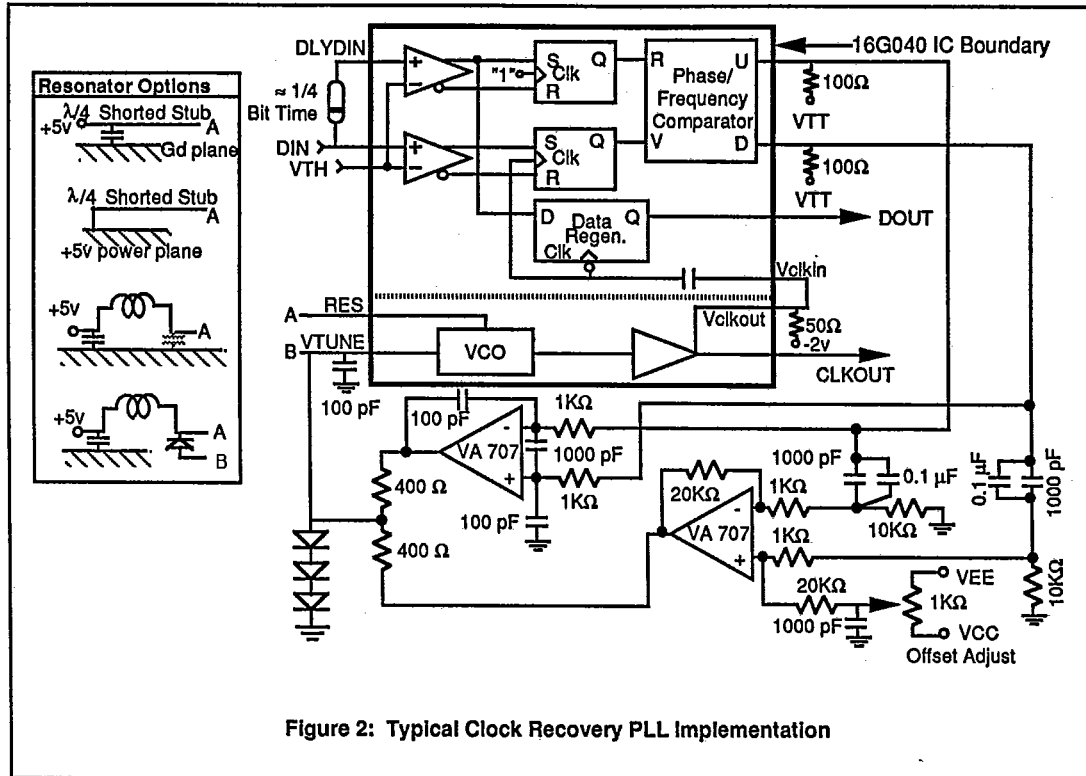 Resonator Options
λ/4 Shorted Stub
+5v
A
Gd plane
λ/4 Shorted Stub
A
+5v power plane
+5v
A
+5v
A
B
DLYDIN
≈ 1/4
Bit Time
DIN
VTH
+
−
+
−
"1"
S
Clk
R
Q
S
Clk
R
Q
R
V
Phase/
Frequency
Comparator
U
D
16G040 IC Boundary
100Ω
VTT
100Ω
VTT
D
Q
Data
Regen.
Clk
DOUT
Vclkin
Vclkout
50Ω
-2v
CLKOUT
A
RES
B
VTUNE
VCO
100 pF
100 pF
VA 707
-
+
1KΩ
1000 pF
1KΩ
100 pF
400 Ω
400 Ω
20KΩ
VA 707
-
+
1KΩ
1000 pF
0.1 µF
10KΩ
1KΩ
20KΩ
1000 pF
0.1 µF
1000 pF
10KΩ
VEE
1KΩ
VCC
Offset Adjust
Figure 2: Typical Clock Recovery PLL Implementation